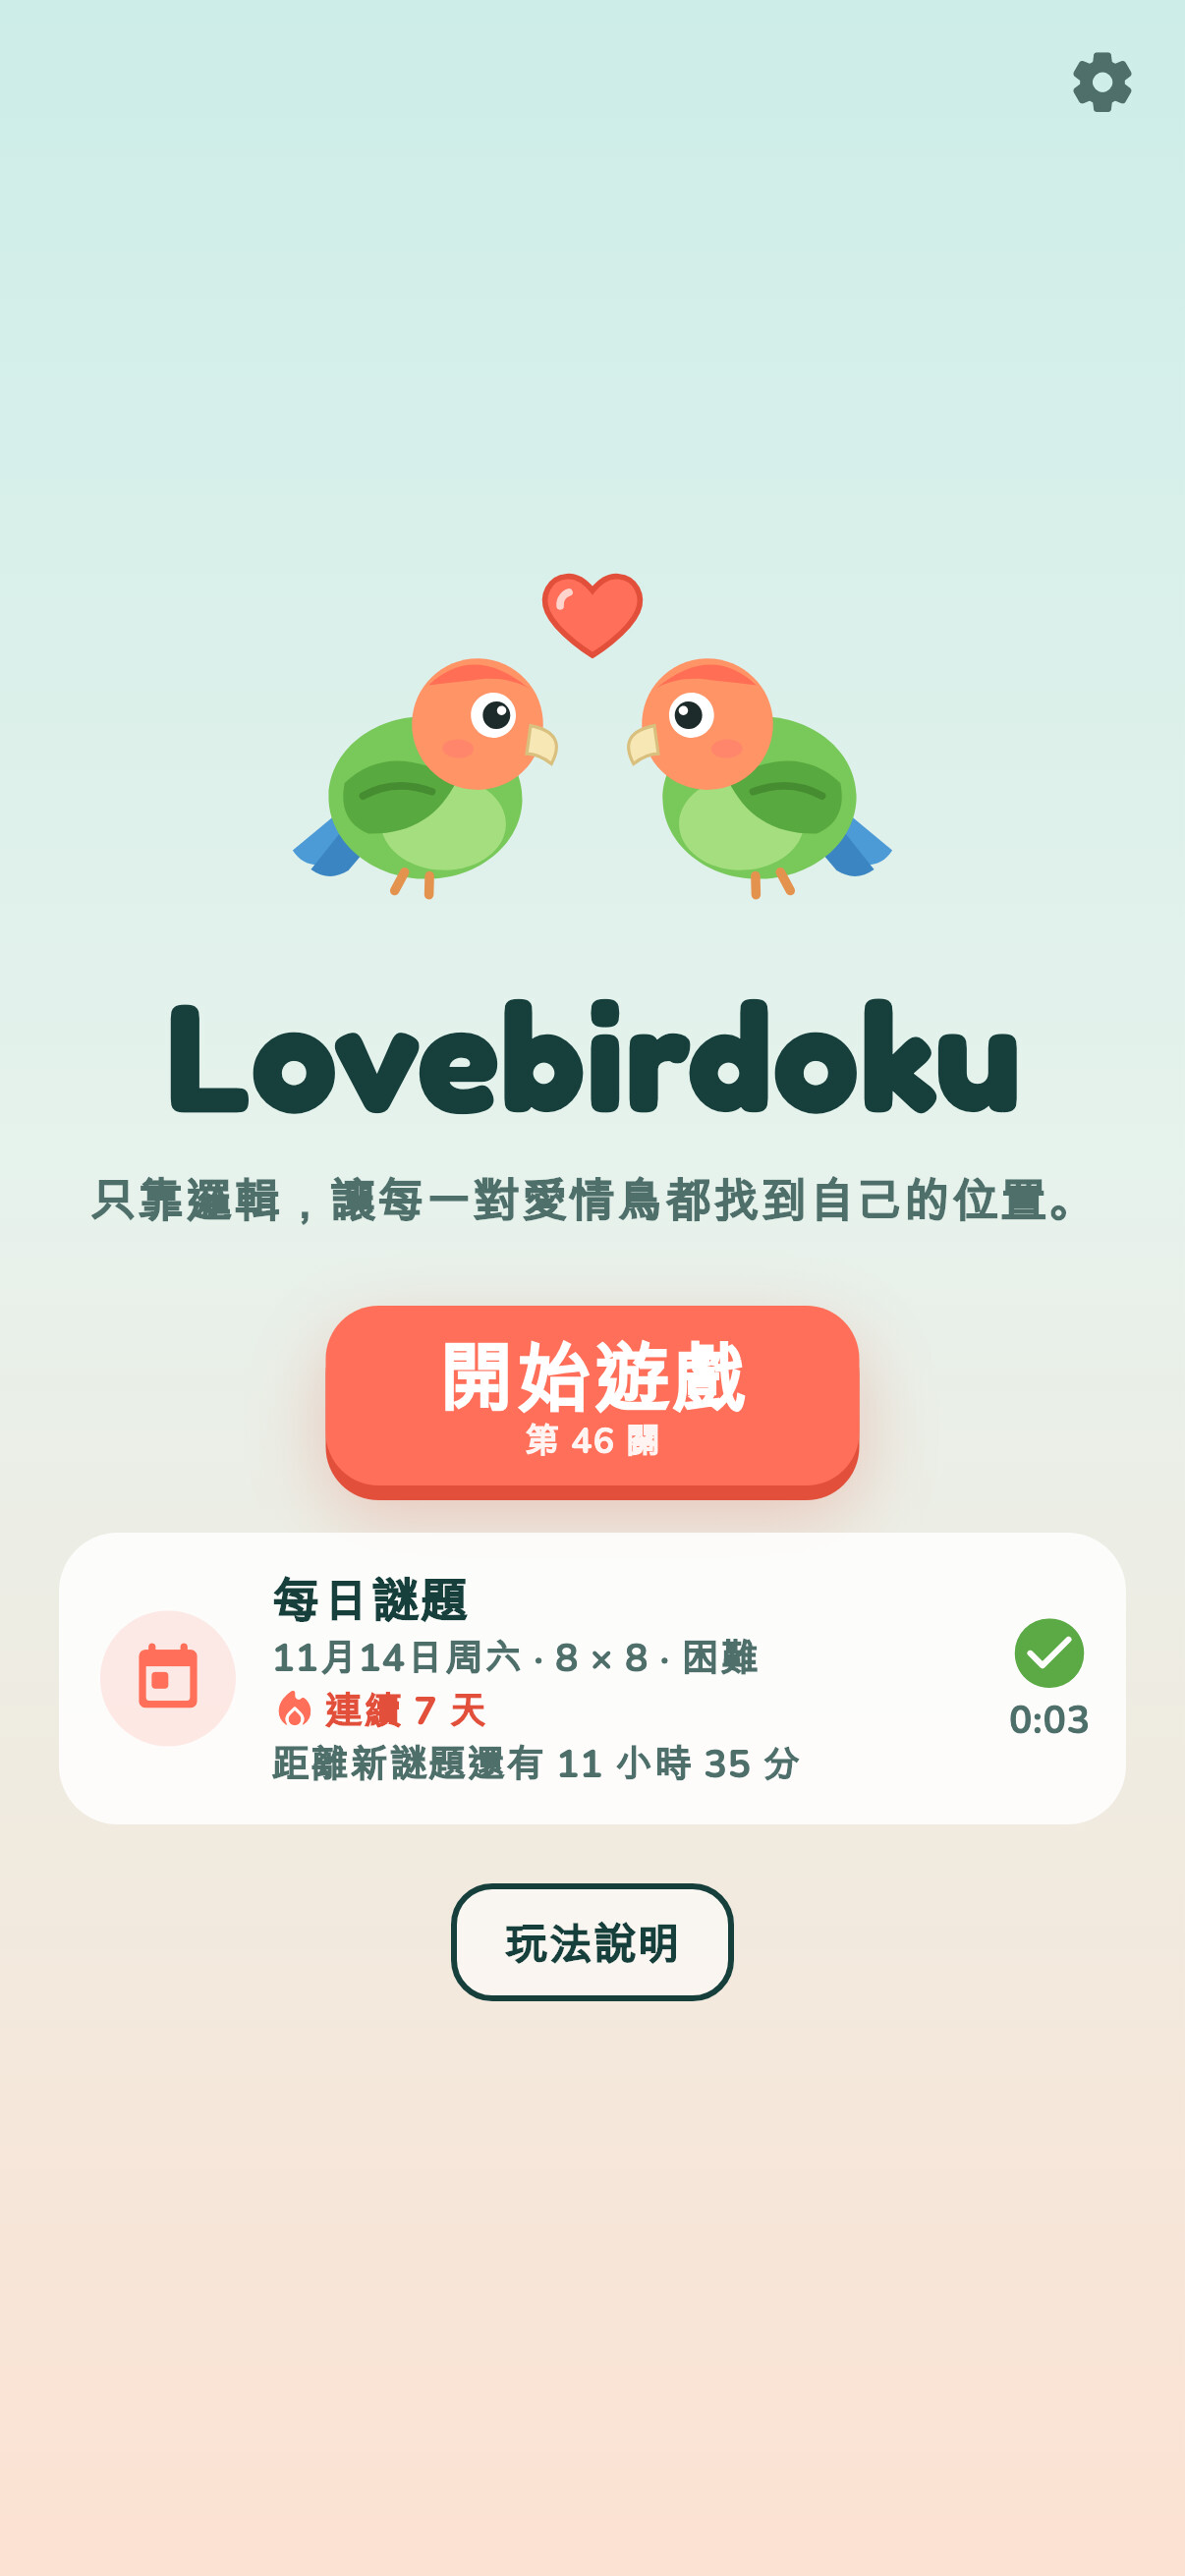 Lovebirdoku
只靠邏輯，讓每一對愛情鳥都找到自己的位置。
開始遊戲
第 46 關
每日謎題
11月14日周六 · 8 × 8 · 困難
連續 7 天
距離新謎題還有 11 小時 35 分
0:03
玩法說明